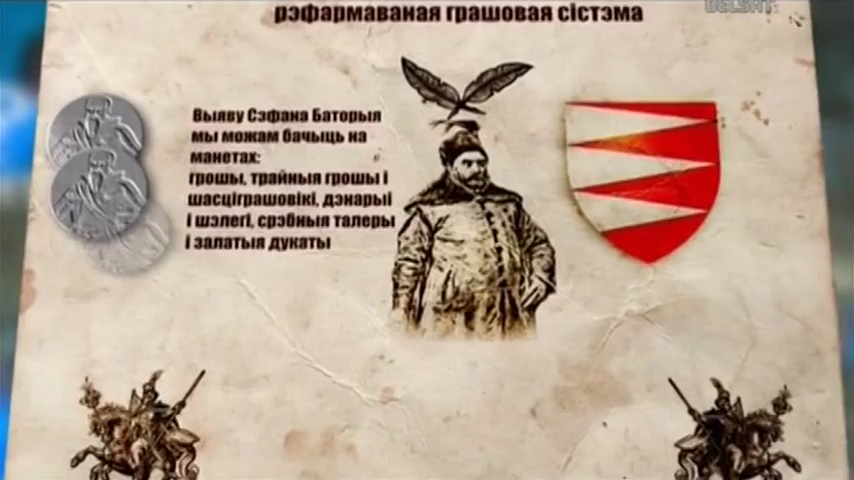 рэфармаваная грашовая сістэма
BELSAT
Выяву Сэфана Баторыя
мы можам бачыць на
манетах:
грошы, трайныя грошы і
шасціграшовікі, дэнарыі
і шэлегі, срэбныя талеры
і залатыя дукаты